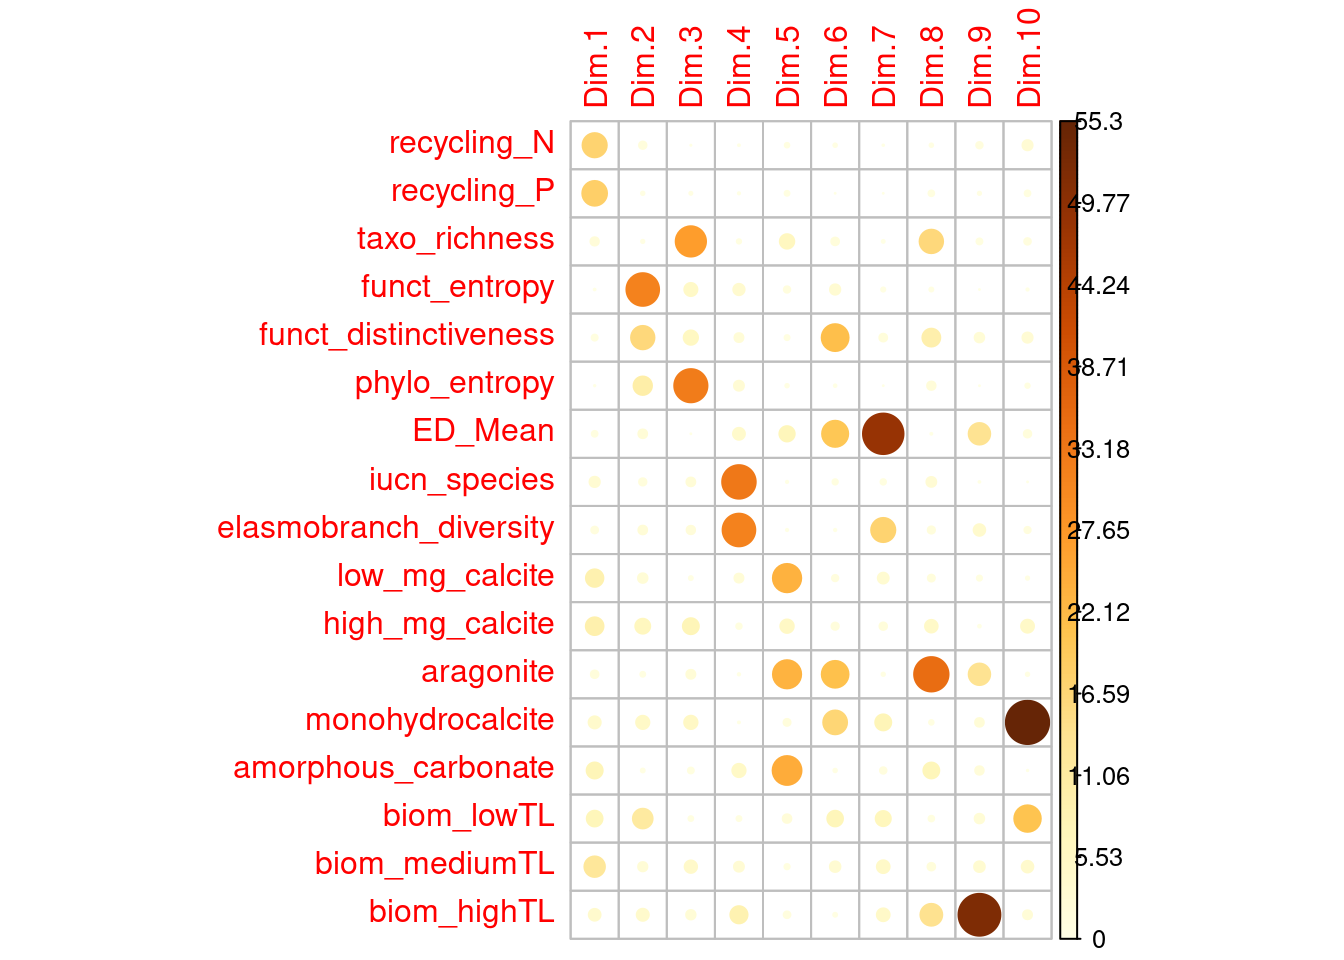 Dim.1 Dim.2 Dim.3 Dim.4 Dim.5 Dim.6 Dim.7 Dim.8 Dim.9 Dim.10
recycling_N
recycling_P
taxo_richness
funct_entropy
funct_distinctiveness
phylo_entropy
ED_Mean
iucn_species
elasmobranch_diversity
low_mg_calcite
high_mg_calcite
aragonite
monohydrocalcite
amorphous_carbonate
biom_lowTL
biom_mediumTL
biom_highTL
55.3
49.77
44.24
38.71
33.18
27.65
22.12
16.59
11.06
5.53
0